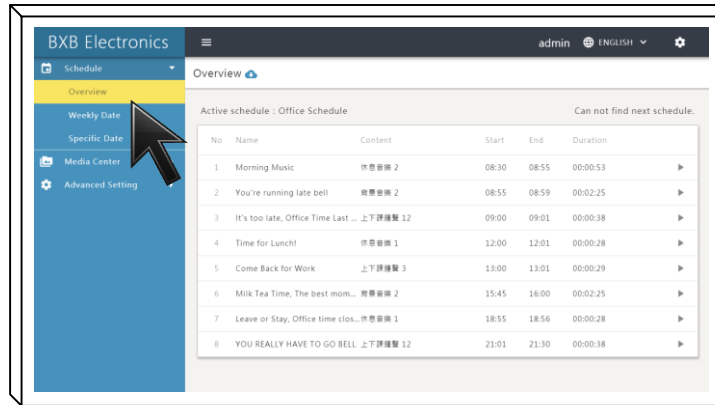 BXB Electronics
admin ENGLISH
Schedule
Overview
Weekly Date
Specific Date
Media Center
Advanced Setting
Overview
Active schedule : Office Schedule Can not find next schedule.
No Name Content Start End Duration
1 Morning Music 休息音樂 2 08:30 08:55 00:00:53
2 You're running late bell 背景音樂 2 08:55 08:59 00:02:25
3 It's too late, Office Time Last ... 上下課鐘聲 12 09:00 09:01 00:00:38
4 Time for Lunch! 休息音樂 1 12:00 12:01 00:00:28
5 Come Back for Work 上下課鐘聲 3 13:00 13:01 00:00:29
6 Milk Tea Time, The best mom... 背景音樂 2 15:45 16:00 00:02:25
7 Leave or Stay, Office time clos... 休息音樂 1 18:55 18:56 00:00:28
8 YOU REALLY HAVE TO GO BELL 上下課鐘聲 12 21:01 21:30 00:00:38